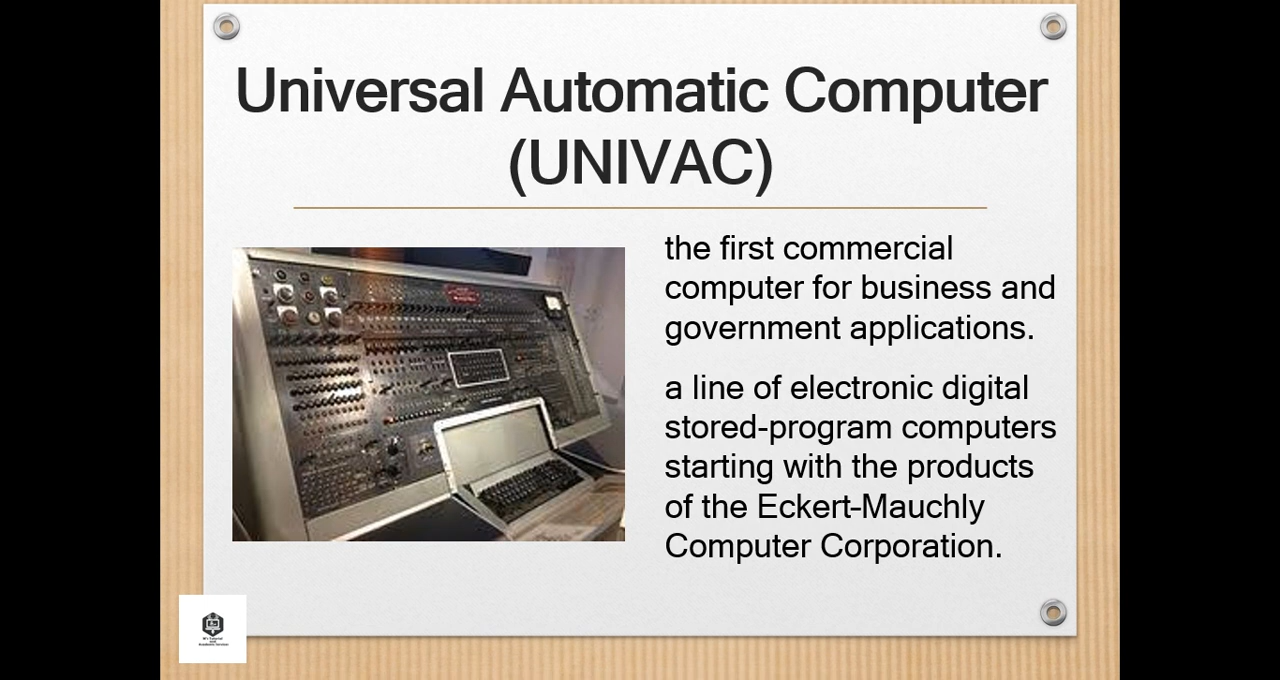 Universal Automatic Computer
(UNIVAC)
the first commercial
computer for business and
government applications.
a line of electronic digital
stored-program computers
starting with the products
of the Eckert–Mauchly
Computer Corporation.